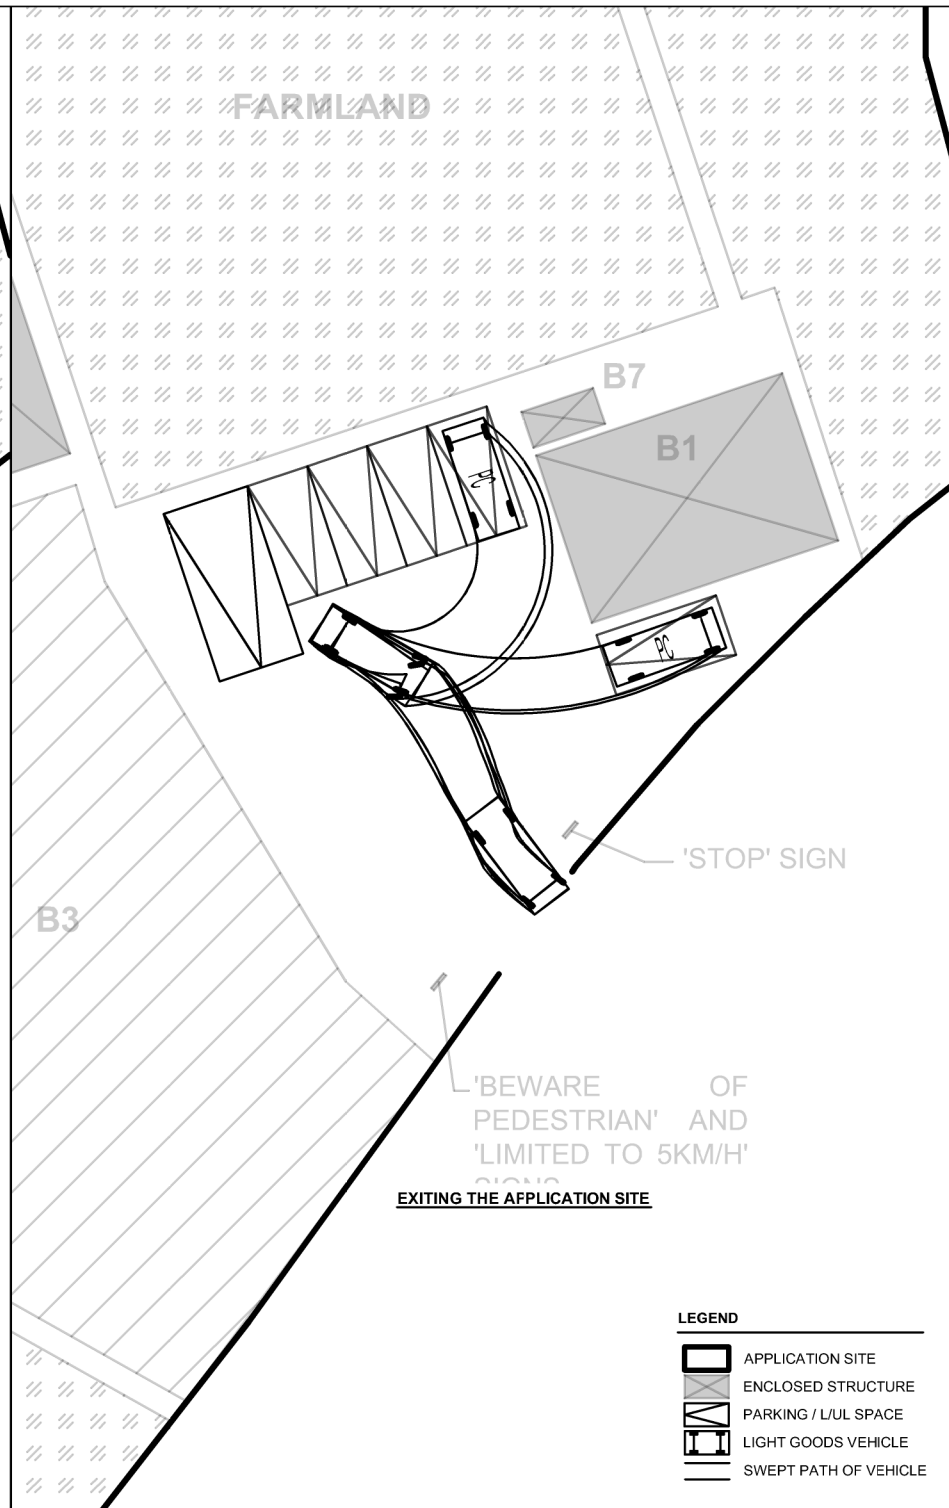 FARMLAND
B7
B1
PC
PC
'STOP' SIGN
B3
'BEWARE OF
PEDESTRIAN' AND
'LIMITED TO 5KM/H'
SIGNS
EXITING THE APPLICATION SITE
LEGEND
APPLICATION SITE
ENCLOSED STRUCTURE
PARKING / L/UL SPACE
LIGHT GOODS VEHICLE
SWEPT PATH OF VEHICLE